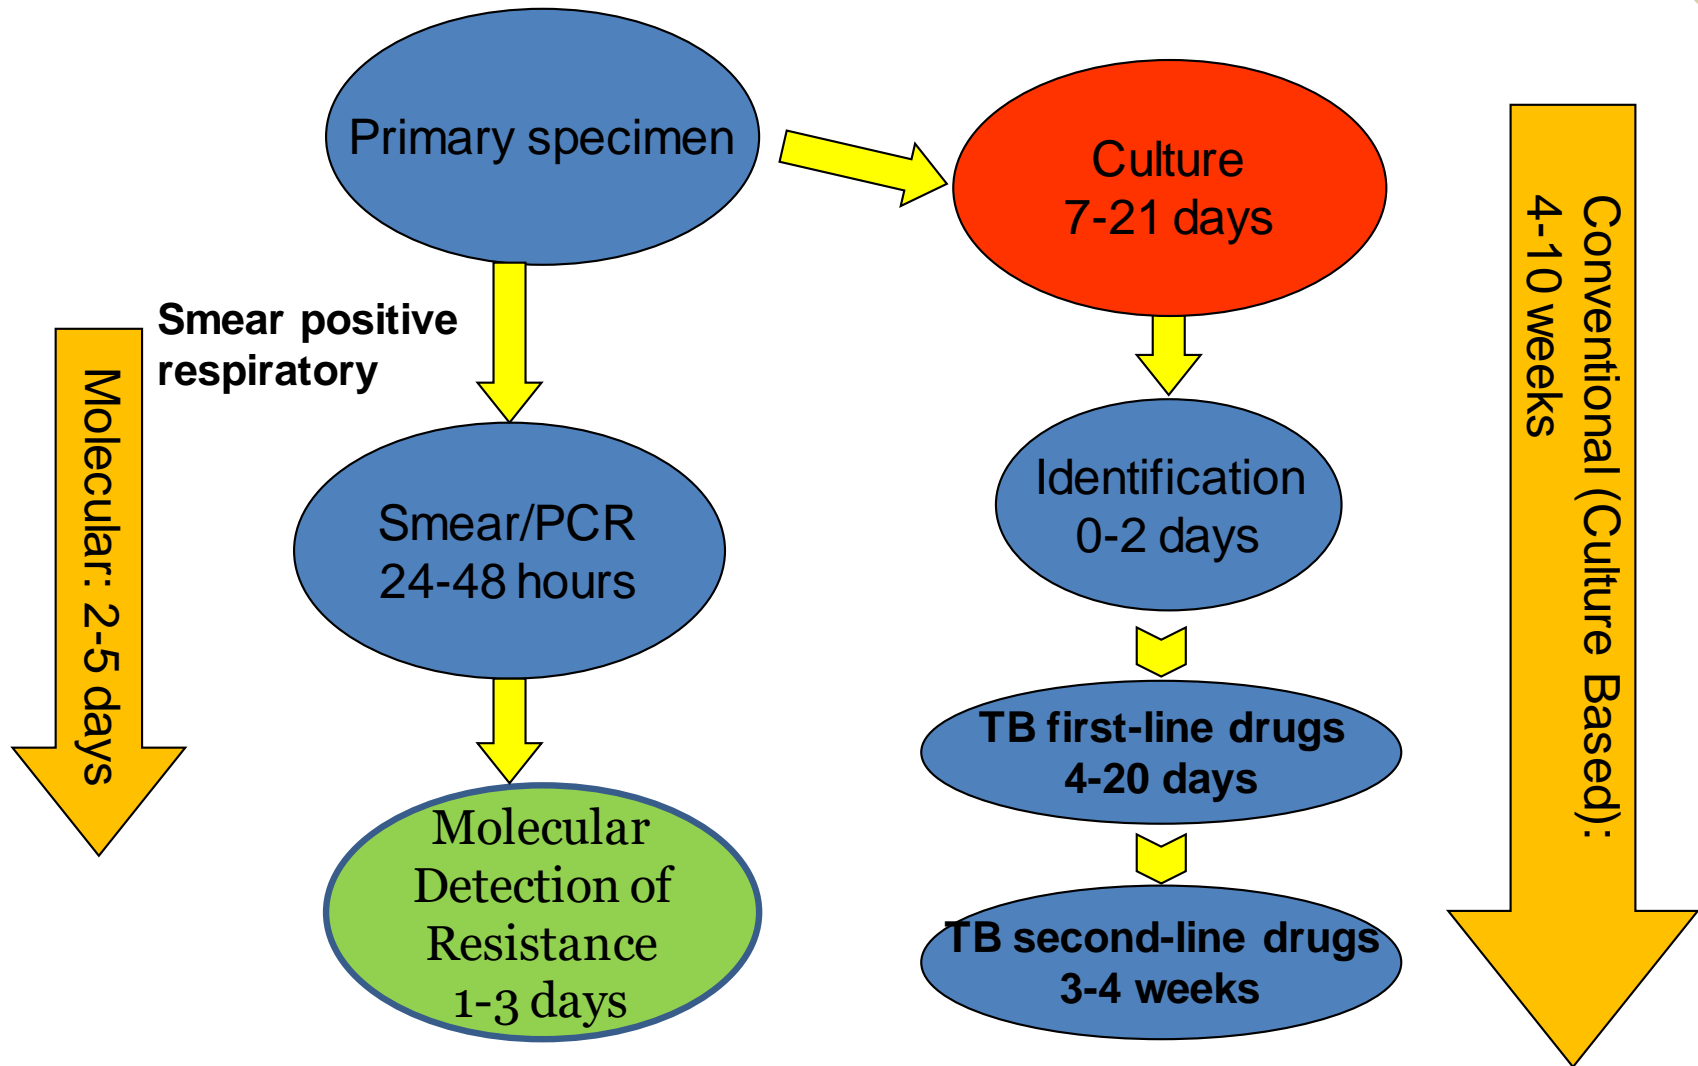 Primary specimen
Culture
7-21 days
Smear positive
respiratory
Molecular: 2-5 days
Smear/PCR
24-48 hours
Identification
0-2 days
TB first-line drugs
4-20 days
Molecular
Detection of
Resistance
1-3 days
TB second-line drugs
3-4 weeks
Conventional (Culture Based):
4-10 weeks